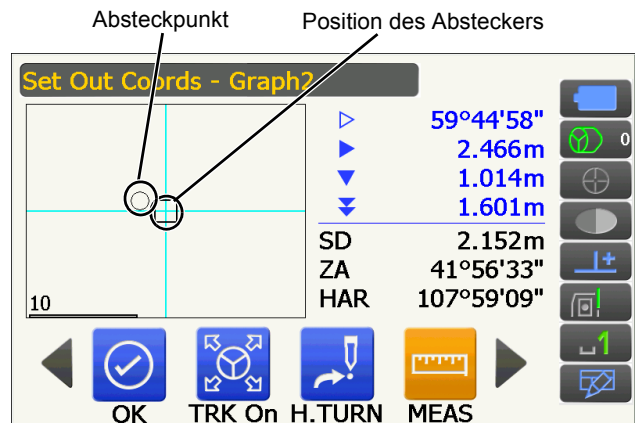 Absteckpunkt
Position des Absteckers
Set Out Coords - Graph2
59°44'58"
2.466m
1.014m
1.601m
SD 2.152m
ZA 41°56'33"
HAR 107°59'09"
10
0
1
OK TRK On H.TURN MEAS